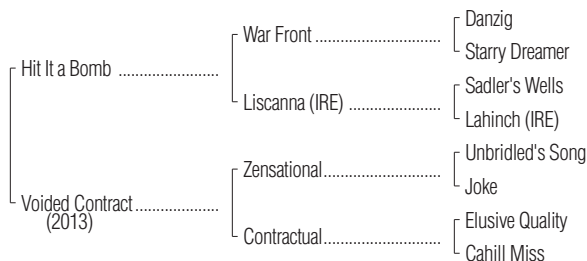 Danzig
War Front
Starry Dreamer
Hit It a Bomb
Sadler's Wells
Liscanna (IRE)
Lahinch (IRE)
Unbridled's Song
Zensational
Joke
Voided Contract
(2013)
Elusive Quality
Contractual
Cahill Miss